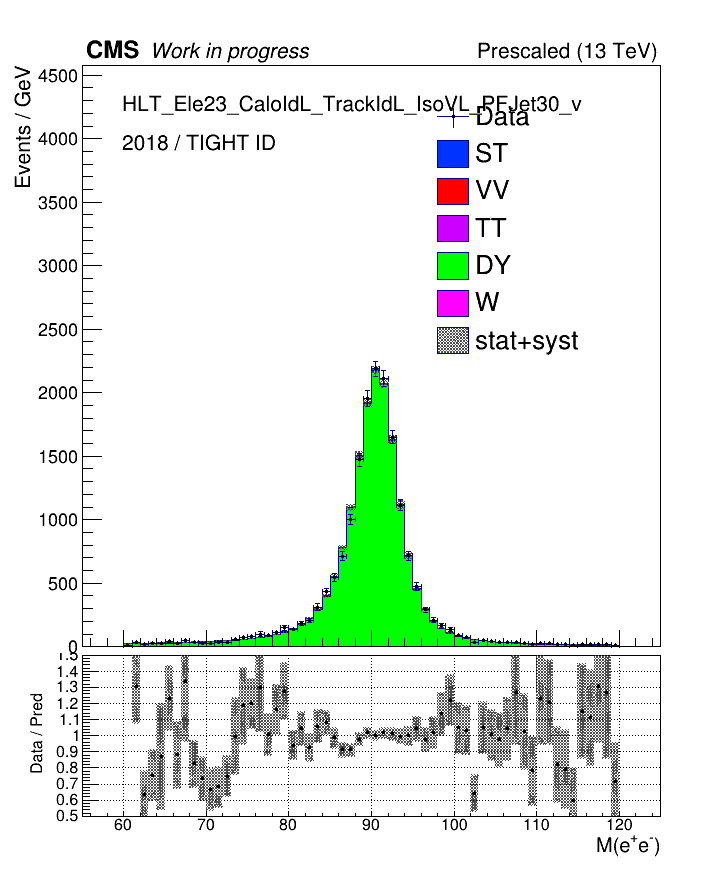 CMS Work in progress Prescaled (13 TeV)
Events / GeV
4500
4000
3500
3000
2500
2000
1500
1000
500
0
HLT_Ele23_CaloIdL_TrackIdL_IsoVL_PFJet30_v
2018 / TIGHT ID
Data
ST
VV
TT
DY
W
stat+syst
Data / Pred
1.5
1.4
1.3
1.2
1.1
1
0.9
0.8
0.7
0.6
0.5
60 70 80 90 100 110 120
M(e⁺e⁻)